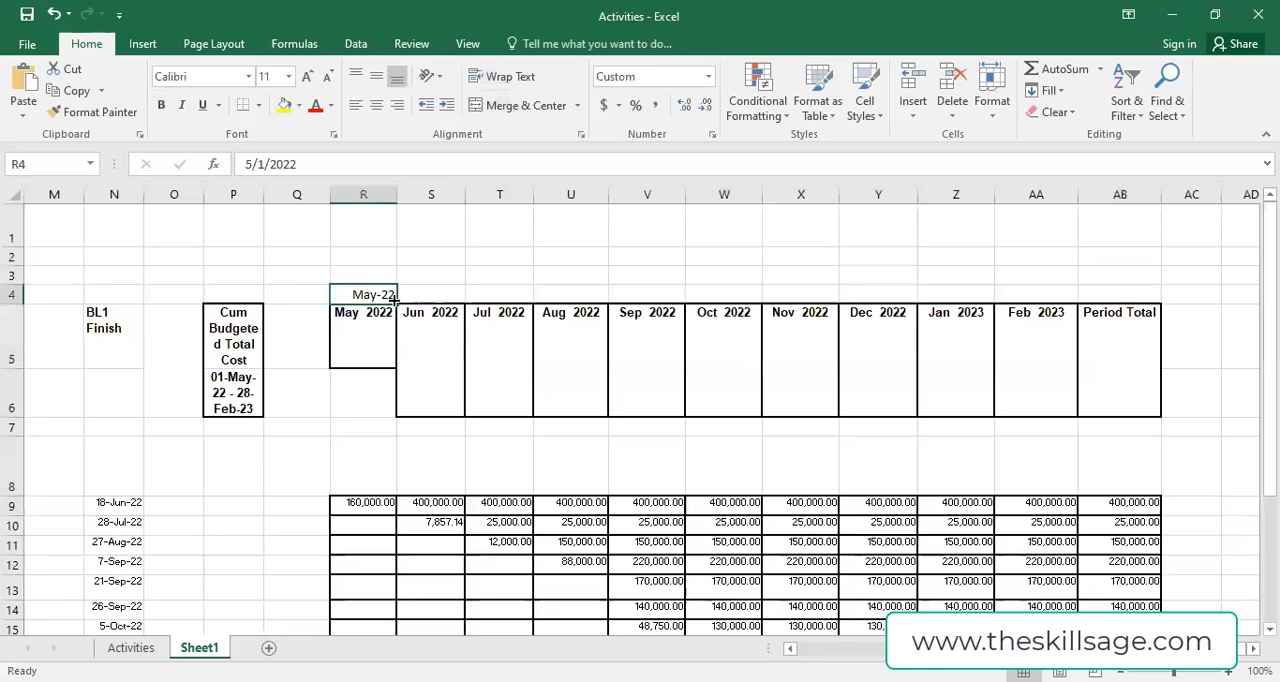 Activities - Excel
File Home Insert Page Layout Formulas Data Review View Tell me what you want to do... Sign in Share
Paste Cut Copy Format Painter
Calibri 11 B I U A
Wrap Text Merge & Center
Custom $ % ,
Conditional Formatting Format as Table Cell Styles
Insert Delete Format
AutoSum Fill Clear Sort & Filter Find & Select
Clipboard Font Alignment Number Styles Cells Editing
R4 fx 5/1/2022
M N O P Q R S T U V W X Y Z AA AB AC AD
1
2
3
4 May-22
5 BL1 Finish Cum Budgete d Total Cost May 2022 Jun 2022 Jul 2022 Aug 2022 Sep 2022 Oct 2022 Nov 2022 Dec 2022 Jan 2023 Feb 2023 Period Total
6 01-May-22 - 28-Feb-23
7
8
9 18-Jun-22 160,000.00 400,000.00 400,000.00 400,000.00 400,000.00 400,000.00 400,000.00 400,000.00 400,000.00 400,000.00 400,000.00
10 28-Jul-22 7,857.14 25,000.00 25,000.00 25,000.00 25,000.00 25,000.00 25,000.00 25,000.00 25,000.00 25,000.00
11 27-Aug-22 12,000.00 150,000.00 150,000.00 150,000.00 150,000.00 150,000.00 150,000.00 150,000.00 150,000.00
12 7-Sep-22 88,000.00 220,000.00 220,000.00 220,000.00 220,000.00 220,000.00 220,000.00 220,000.00
13 21-Sep-22 170,000.00 170,000.00 170,000.00 170,000.00 170,000.00 170,000.00 170,000.00
14 26-Sep-22 140,000.00 140,000.00 140,000.00 140,000.00 140,000.00 140,000.00 140,000.00
15 5-Oct-22 48,750.00 130,000.00 130,000.00
www.theskillsage.com
Activities Sheet1
Ready 100%